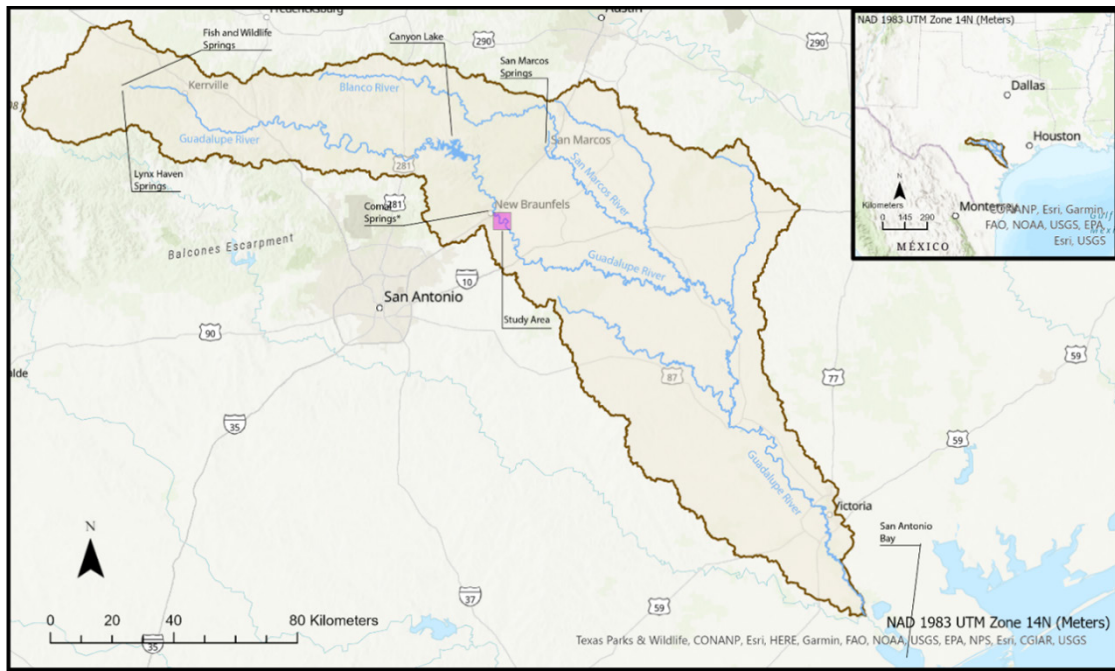 Fredericksburg
Austin
NAD 1983 UTM Zone 14N (Meters)
Fish and Wildlife
Springs
Canyon Lake
290
290
San Marcos
Springs
Kerrville
Blanco River
Dallas
Houston
Guadalupe River
San Marcos
281
Lynx Haven
Springs
281
San Marcos River
New Braunfels
Comal
Springs*
N
Kilometers
0 145 290
Monterrey
MÉXICO
CONANP, Esri, Garmin,
FAO, NOAA, USGS, EPA,
Esri, USGS
Balcones Escarpment
Guadalupe River
10
San Antonio
Study Area
90
59
87
77
35
59
Guadalupe River
Victoria
San Antonio
Bay
N
37
59
0 20 40 80 Kilometers
35
NAD 1983 UTM Zone 14N (Meters)
Texas Parks & Wildlife, CONANP, Esri, HERE, Garmin, FAO, NOAA, USGS, EPA, NPS, Esri, CGIAR, USGS